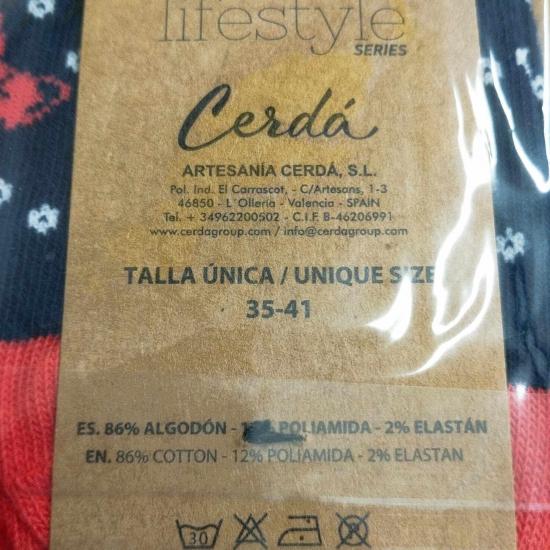 lifestyle
SERIES
Cerdá
ARTESANÍA CERDÁ, S.L.
Pol. Ind. El Carrascot, - C/Artesans, 1-3
46850 - L'Olleria - Valencia - SPAIN
Tel. + 34962200502 - C.I.F. B-46206991
www.cerdagroup.com / info@cerdagroup.com
TALLA ÚNICA / UNIQUE SIZE
35-41
ES. 86% ALGODÓN - POLIAMIDA - 2% ELASTÁN
EN. 86% COTTON - 12% POLIAMIDA - 2% ELASTAN
30